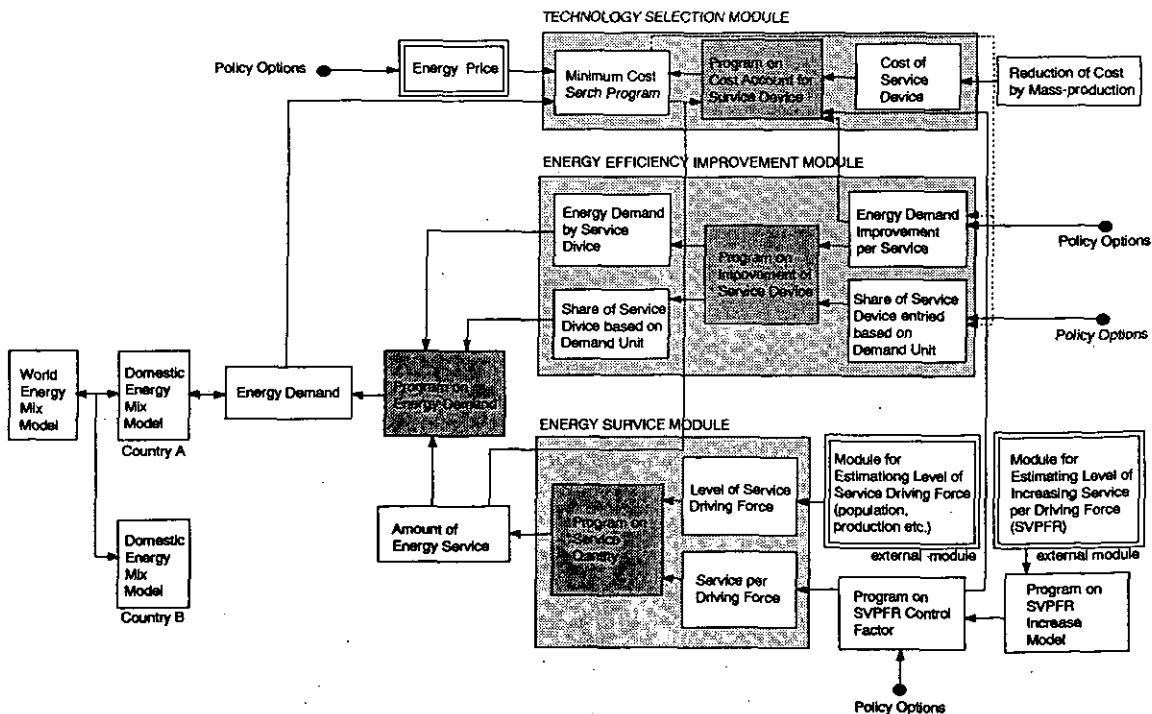 TECHNOLOGY SELECTION MODULE
Policy Options
Energy Price
Minimum Cost
Serch Program
Program on
Cost Account for
Survice Device
Cost of
Service
Device
Reduction of Cost
by Mass-production
ENERGY EFFICIENCY IMPROVEMENT MODULE
Energy Demand
by Service
Divice
Program on
Impovement of
Service Device
Energy Demand
Improvement
per Service
Policy Options
Share of Service
Divice based on
Demand Unit
Share of Service
Device entried
based on
Demand Unit
Policy Options
World
Energy
Mix
Model
Domestic
Energy
Mix
Model
Country A
Energy Demand
Program on
Energy Demand
ENERGY SURVICE MODULE
Amount of
Energy Service
Program on
Service
Level of Service
Driving Force
Module for
Estimationg Level of
Service Driving Force
(population,
production etc.)
external module
Module for
Estimating Level of
Increasing Service
per Driving Force
(SVPFR)
external module
Domestic
Energy
Mix
Model
Country B
Service per
Driving Force
Program on
SVPFR Control
Factor
Program on
SVPFR
Increase Model
Policy Options